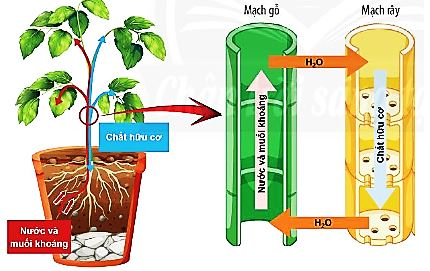 Mạch gỗ
Mạch rây
H₂O
Chất hữu cơ
Nước và muối khoáng
Chất hữu cơ
Nước và
muối khoáng
H₂O